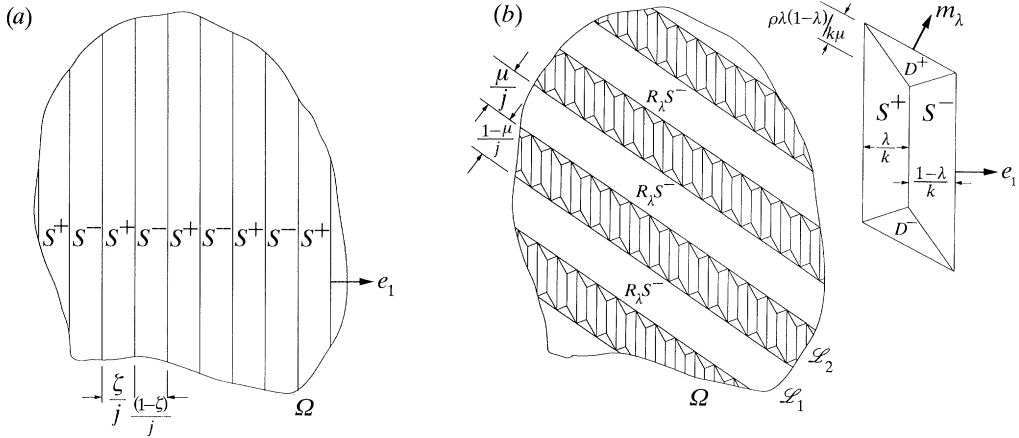 (a)
S+ S− S+ S− S+ S− S+ S− S+
e1
ζ/j (1−ζ)/j
Ω
(b)
μ/j
1−μ/j
RλS−
RλS−
RλS−
ℒ2
ℒ1
Ω
ρλ(1−λ)/kμ
mλ
D+
S+ S−
λ/k
1−λ/k
e1
D−